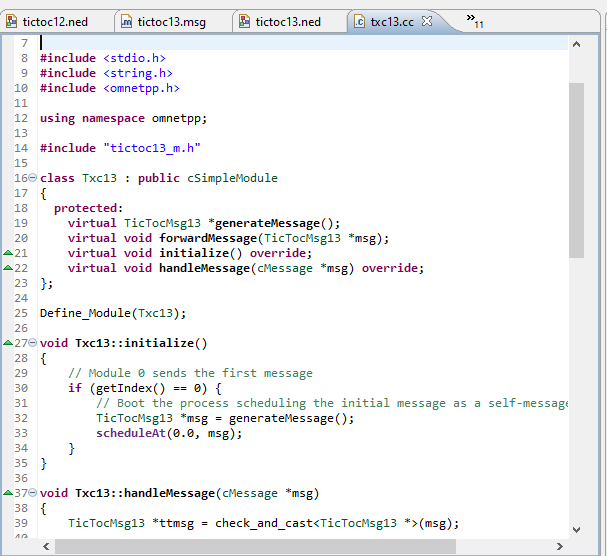 tictoc12.ned tictoc13.msg tictoc13.ned txc13.cc »11
7
8 #include <stdio.h>
9 #include <string.h>
10 #include <omnetpp.h>
11
12 using namespace omnetpp;
13
14 #include "tictoc13_m.h"
15
16 class Txc13 : public cSimpleModule
17 {
18   protected:
19     virtual TicTocMsg13 *generateMessage();
20     virtual void forwardMessage(TicTocMsg13 *msg);
21     virtual void initialize() override;
22     virtual void handleMessage(cMessage *msg) override;
23 };
24
25 Define_Module(Txc13);
26
27 void Txc13::initialize()
28 {
29     // Module 0 sends the first message
30     if (getIndex() == 0) {
31         // Boot the process scheduling the initial message as a self-message
32         TicTocMsg13 *msg = generateMessage();
33         scheduleAt(0.0, msg);
34     }
35 }
36
37 void Txc13::handleMessage(cMessage *msg)
38 {
39     TicTocMsg13 *ttmsg = check_and_cast<TicTocMsg13 *>(msg);
40